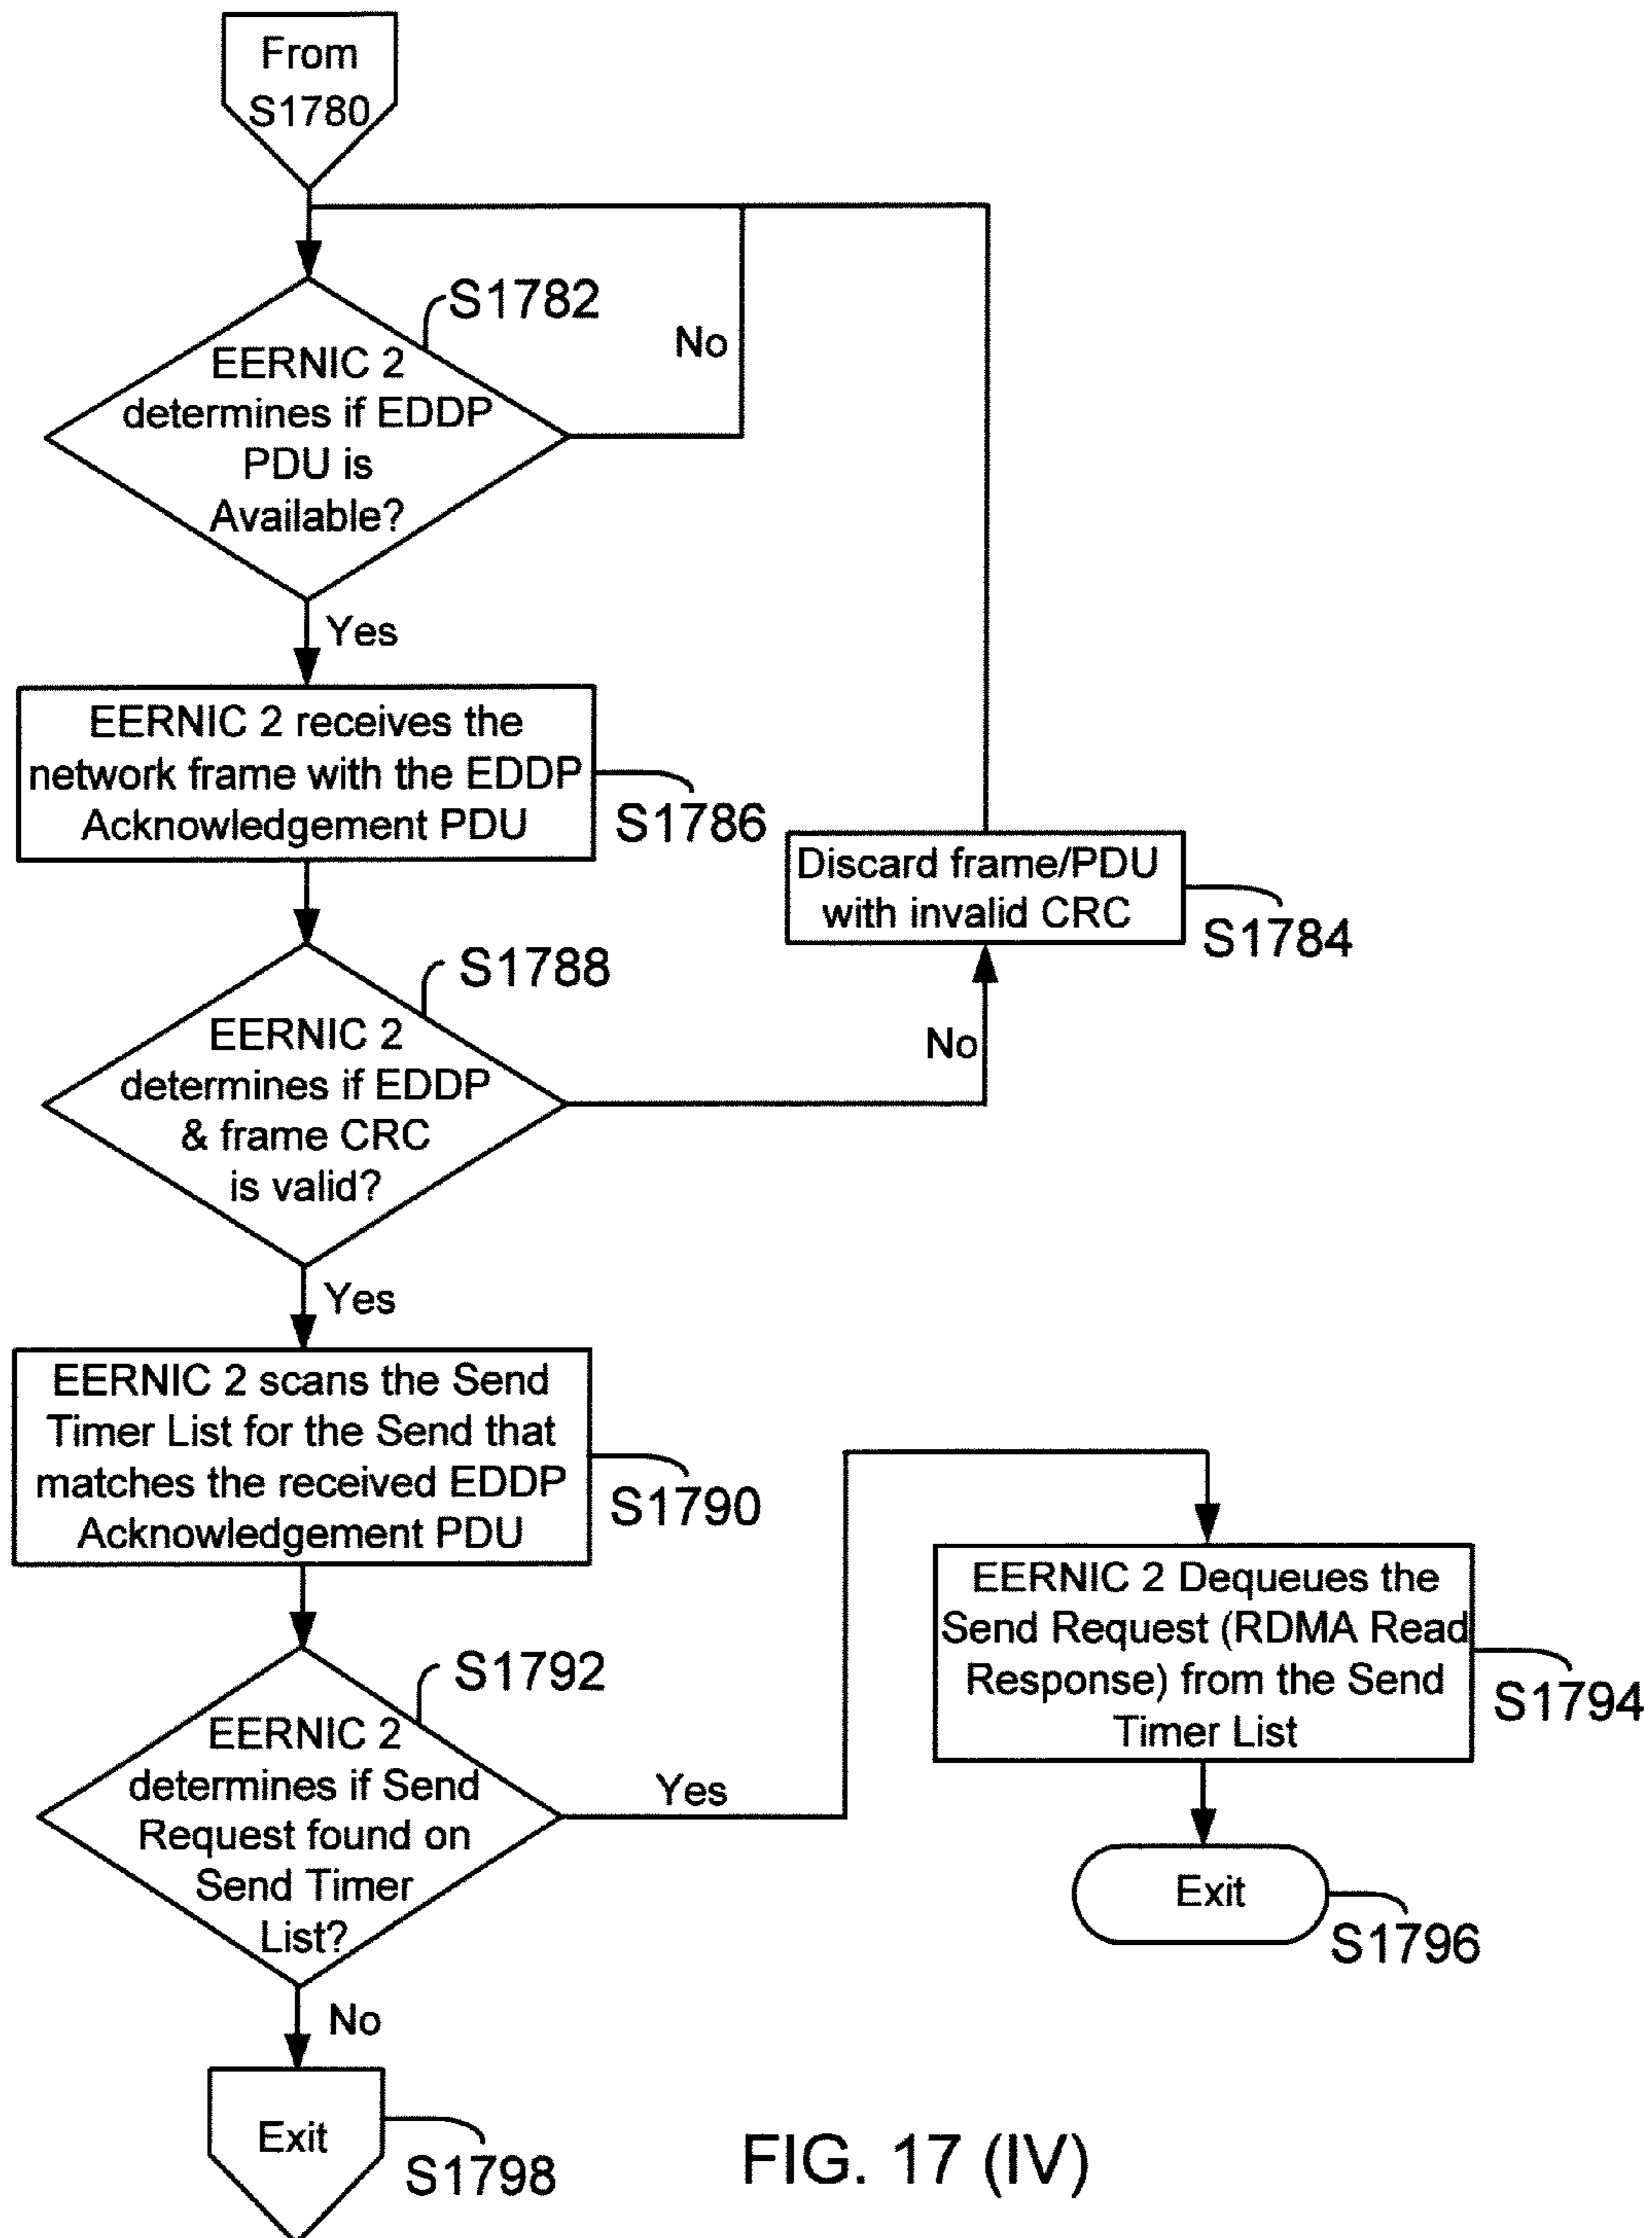 From
S1780
S1782
No
EERNIC 2
determines if EDDP
PDU is
Available?
Yes
EERNIC 2 receives the
network frame with the EDDP
Acknowledgement PDU
S1786
Discard frame/PDU
with invalid CRC
S1784
S1788
No
EERNIC 2
determines if EDDP
& frame CRC
is valid?
Yes
EERNIC 2 scans the Send
Timer List for the Send that
matches the received EDDP
Acknowledgement PDU
S1790
EERNIC 2 Dequeues the
Send Request (RDMA Read
Response) from the Send
Timer List
S1794
S1792
EERNIC 2
determines if Send
Request found on
Send Timer
List?
Yes
Exit
S1796
No
Exit
S1798
FIG. 17 (IV)